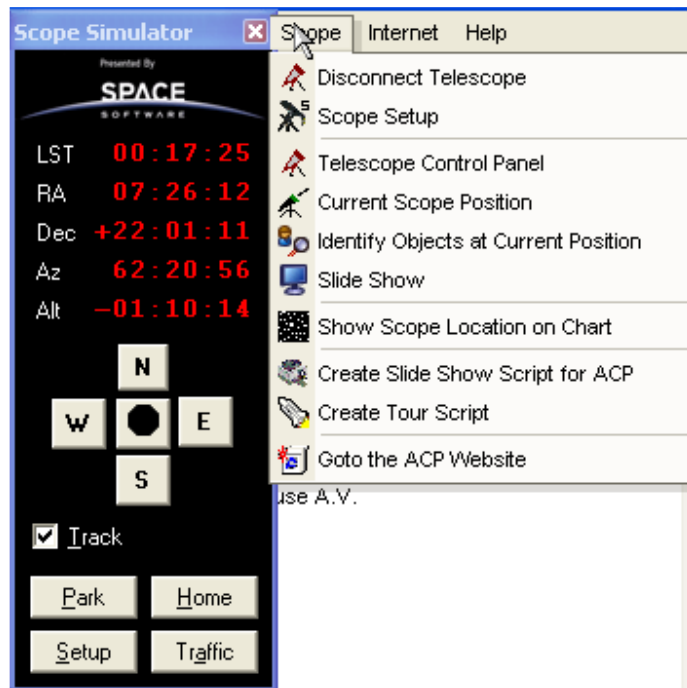 Scope Simulator
Presented By
SPACE
SOFTWARE
LST 00:17:25
RA 07:26:12
Dec +22:01:11
Az 62:20:56
Alt -01:10:14
N
W E
S
Track
Park Home
Setup Traffic
Scope Internet Help
Disconnect Telescope
5
Scope Setup
Telescope Control Panel
Current Scope Position
Identify Objects at Current Position
Slide Show
Show Scope Location on Chart
Create Slide Show Script for ACP
Create Tour Script
Goto the ACP Website
use A.V.